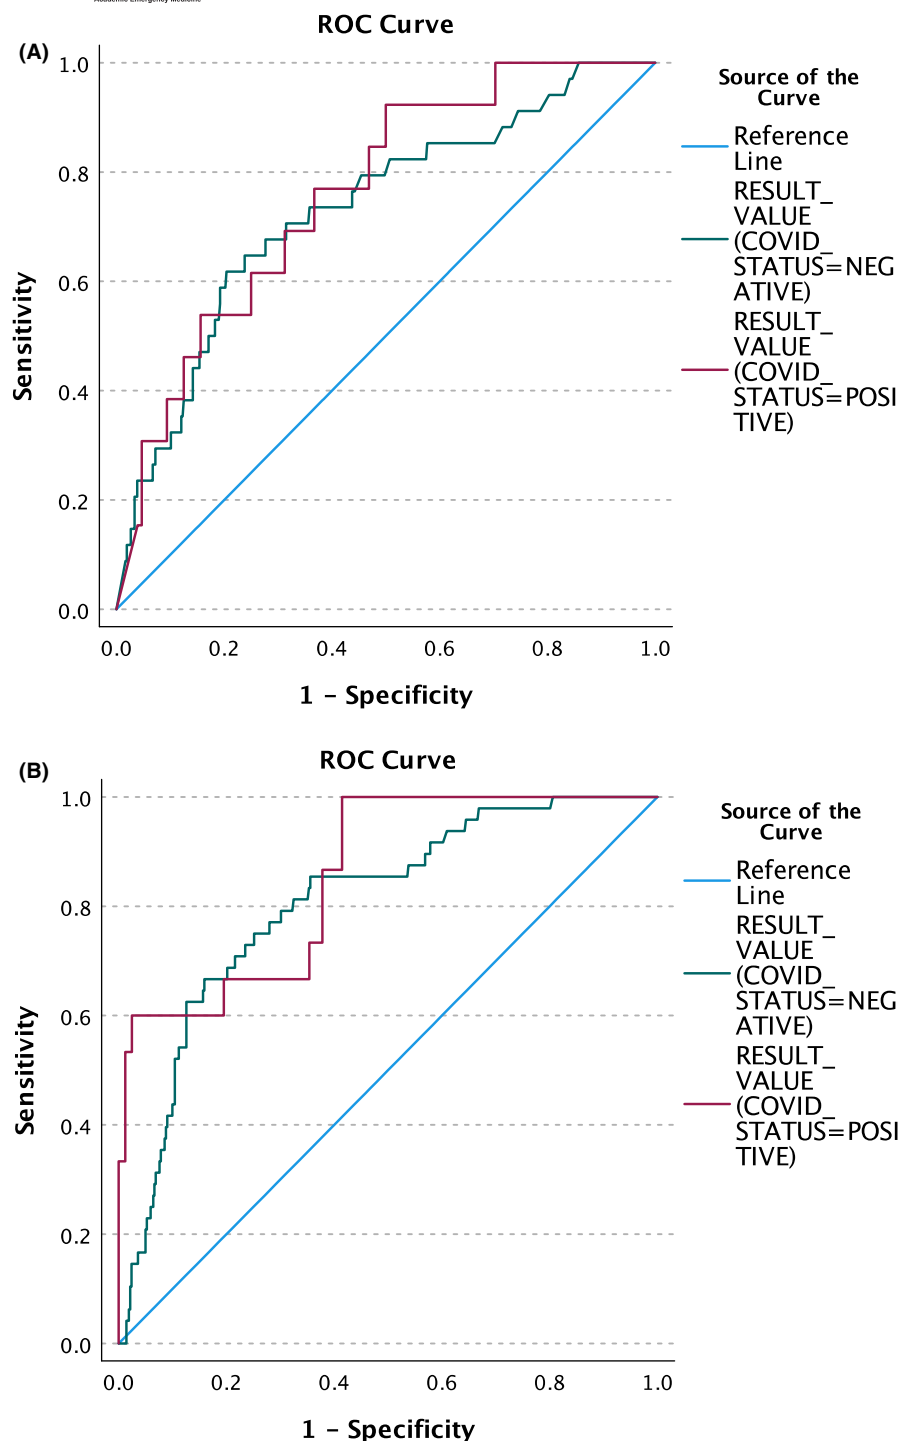 Academic Emergency Medicine
(A)
ROC Curve
1.0
0.8
0.6
0.4
0.2
0.0
Sensitivity
0.0 0.2 0.4 0.6 0.8 1.0
1 – Specificity
Source of the
Curve
Reference
Line
RESULT_
VALUE
(COVID_
STATUS=NEG
ATIVE)
RESULT_
VALUE
(COVID_
STATUS=POSI
TIVE)
(B)
ROC Curve
1.0
0.8
0.6
0.4
0.2
0.0
Sensitivity
0.0 0.2 0.4 0.6 0.8 1.0
1 – Specificity
Source of the
Curve
Reference
Line
RESULT_
VALUE
(COVID_
STATUS=NEG
ATIVE)
RESULT_
VALUE
(COVID_
STATUS=POSI
TIVE)